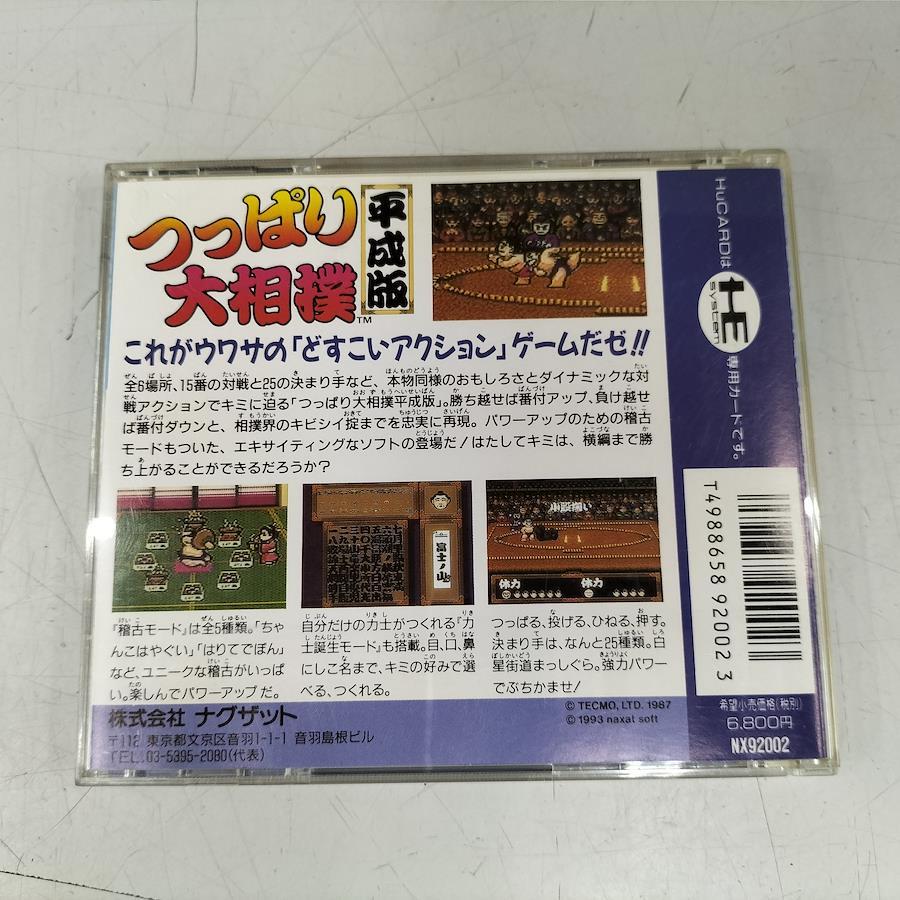 つっぱり
大相撲
平成版
™
これがウワサの「どすこいアクション」ゲームだゼ!!
全6場所、15番の対戦と25の決まり手など、本物同様のおもしろさとダイナミックな対
戦アクションでキミに迫る「つっぱり大相撲平成版」。勝ち越せば番付アップ、負け越せ
ば番付ダウンと、相撲界のキビシイ掟までを忠実に再現。パワーアップのための稽古
モードもついた、エキサイティングなソフトの登場だ!はたしてキミは、横綱まで勝
ち上がることができるだろうか?
富士ノ山
小股掬い
体力
体力
『稽古モード』は全5種類。「ちゃ
んこはやぐい」「はりてでぽん」
など、ユニークな稽古がいっぱ
い。楽しんでパワーアップだ。
自分だけの力士がつくれる『力
士誕生モード』も搭載。目、口、鼻
にしこ名まで、キミの好みで選
べる、つくれる。
つっぱる、投げる、ひねる、押す。
決まり手は、なんと25種類。白
星街道まっしぐら。強力パワー
でぶちかませ!
株式会社 ナグザット
〒112 東京都文京区音羽1-1-1 音羽島根ビル
TEL.03-5395-2080(代表)
© TECMO, LTD. 1987
© 1993 naxat soft
HuCARDは
HE
system
専用カードです。
T4988658 92002 3
希望小売価格(税別)
6,800円
NX92002